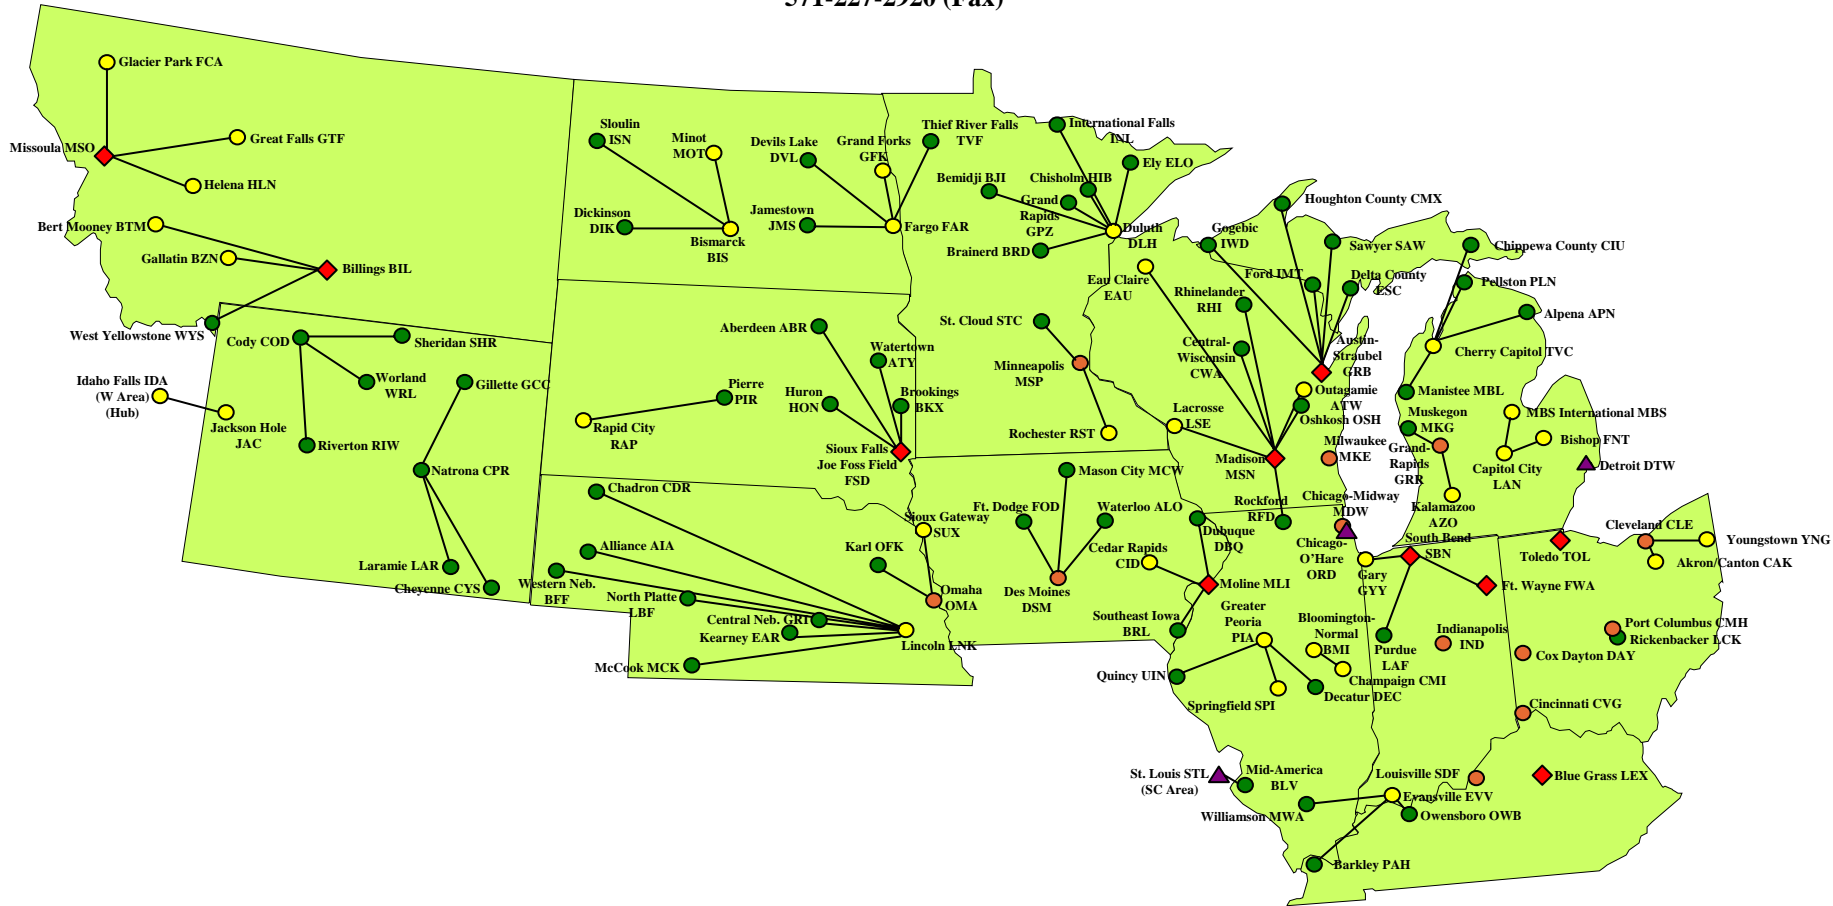 571-227-2920 (Fax)
Glacier Park FCA
Great Falls GTF
Missoula MSO
Helena HLN
Bert Mooney BTM
Gallatin BZN
Billings BIL
West Yellowstone WYS
Sloulin
ISN
Minot
MOT
Dickinson
DIK
Bismarck
BIS
Devils Lake
DVL
Grand Forks
GFK
Jamestown
JMS
Fargo FAR
Thief River Falls
TVF
International Falls
INL
Bemidji BJI
Chisholm HIB
Ely ELO
Grand
Rapids
GPZ
Brainerd BRD
Duluth
DLH
Eau Claire
EAU
Gogebic
IWD
Houghton County CMX
Sawyer SAW
Ford IMT
Delta County
ESC
Chippewa County CIU
Pellston PLN
Alpena APN
Cherry Capitol TVC
Manistee MBL
Rhinelander
RHI
Central-
Wisconsin
CWA
Austin-
Straubel
GRB
Outagamie
ATW
Oshkosh OSH
Milwaukee
MKE
Lacrosse
LSE
Madison
MSN
Rockford
RFD
Muskegon
MKG
Grand-
Rapids
GRR
Kalamazoo
AZO
MBS International MBS
Bishop FNT
Capitol City
LAN
Detroit DTW
Cody COD
Sheridan SHR
Worland
WRL
Riverton RIW
Gillette GCC
Natrona CPR
Laramie LAR
Cheyenne CYS
Idaho Falls IDA
(W Area)
(Hub)
Jackson Hole
JAC
Aberdeen ABR
Watertown
ATY
Pierre
PIR
Huron
HON
Brookings
BKX
Rapid City
RAP
Sioux Falls
Joe Foss Field
FSD
St. Cloud STC
Minneapolis
MSP
Rochester RST
Chadron CDR
Alliance AIA
Western Neb.
BFF
North Platte
LBF
Central Neb. GRI
Kearney EAR
McCook MCK
Lincoln LNK
Karl OFK
Sioux Gateway
SUX
Omaha
OMA
Mason City MCW
Ft. Dodge FOD
Waterloo ALO
Des Moines
DSM
Cedar Rapids
CID
Dubuque
DBQ
Moline MLI
Southeast Iowa
BRL
Chicago-Midway
MDW
Chicago-
O'Hare
ORD
Gary
GYY
South Bend
SBN
Ft. Wayne FWA
Toledo TOL
Cleveland CLE
Youngstown YNG
Akron/Canton CAK
Greater
Peoria
PIA
Bloomington-
Normal
BMI
Champaign CMI
Decatur DEC
Springfield SPI
Quincy UIN
Purdue
LAF
Indianapolis
IND
Port Columbus CMH
Rickenbacker LCK
Cox Dayton DAY
Cincinnati CVG
St. Louis STL
(SC Area)
Mid-America
BLV
Williamson MWA
Louisville SDF
Evansville EVV
Owensboro OWB
Blue Grass LEX
Barkley PAH